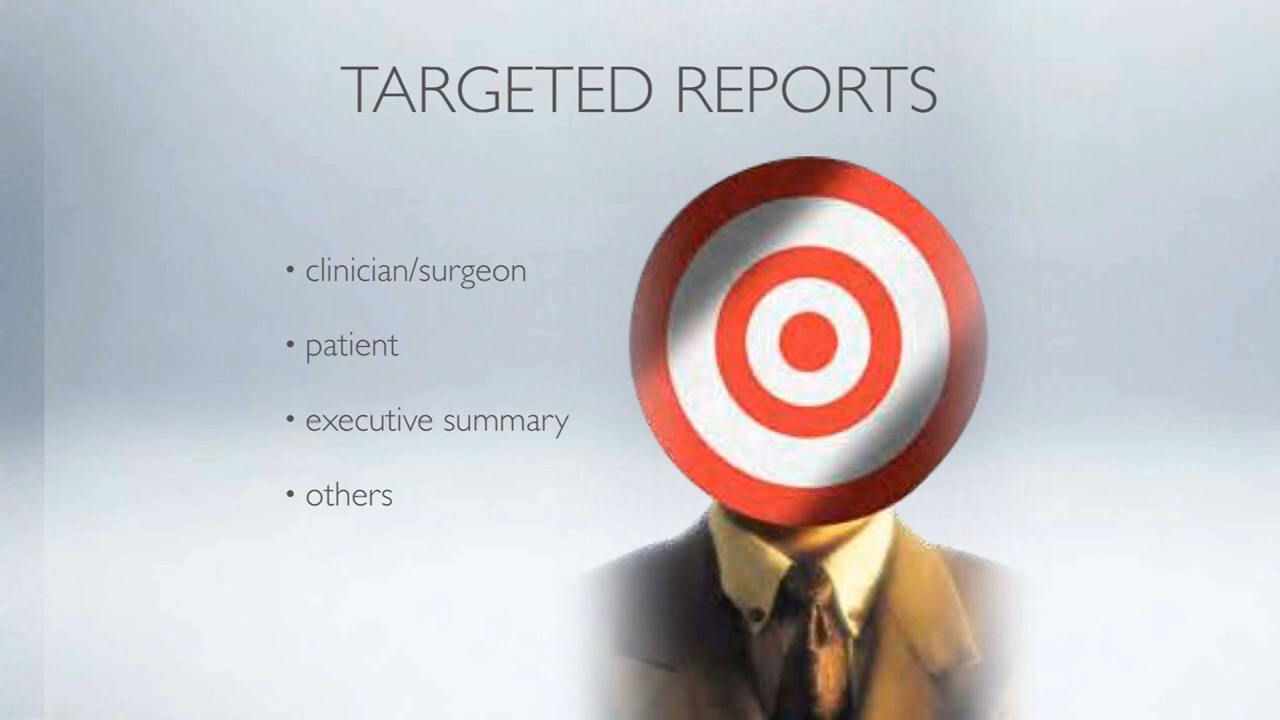 TARGETED REPORTS
• clinician/surgeon
• patient
• executive summary
• others